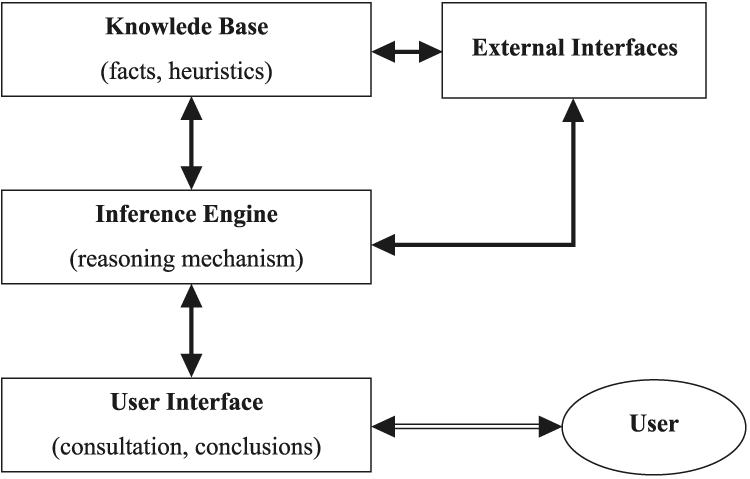 Knowlede Base
(facts, heuristics)
External Interfaces
Inference Engine
(reasoning mechanism)
User Interface
(consultation, conclusions)
User